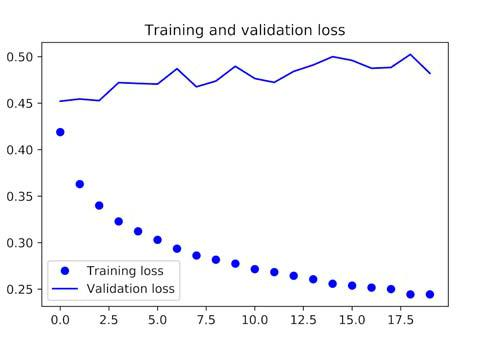 Training and validation loss
0.50
0.45
0.40
0.35
0.30
0.25
Training loss
Validation loss
0.0 2.5 5.0 7.5 10.0 12.5 15.0 17.5